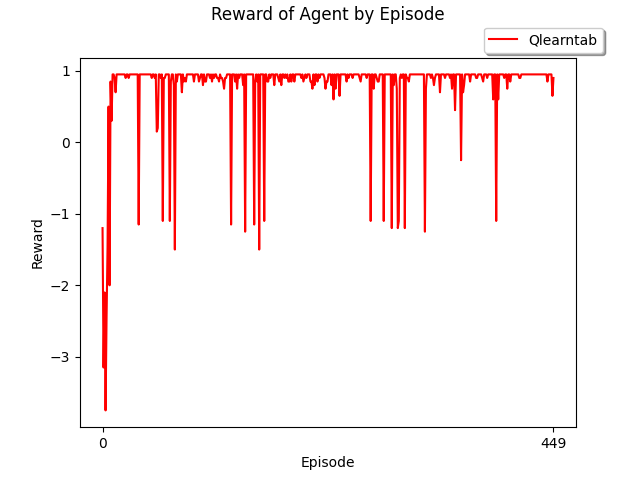 Reward of Agent by Episode
Qlearntab
1
0
−1
−2
−3
Reward
0 449
Episode